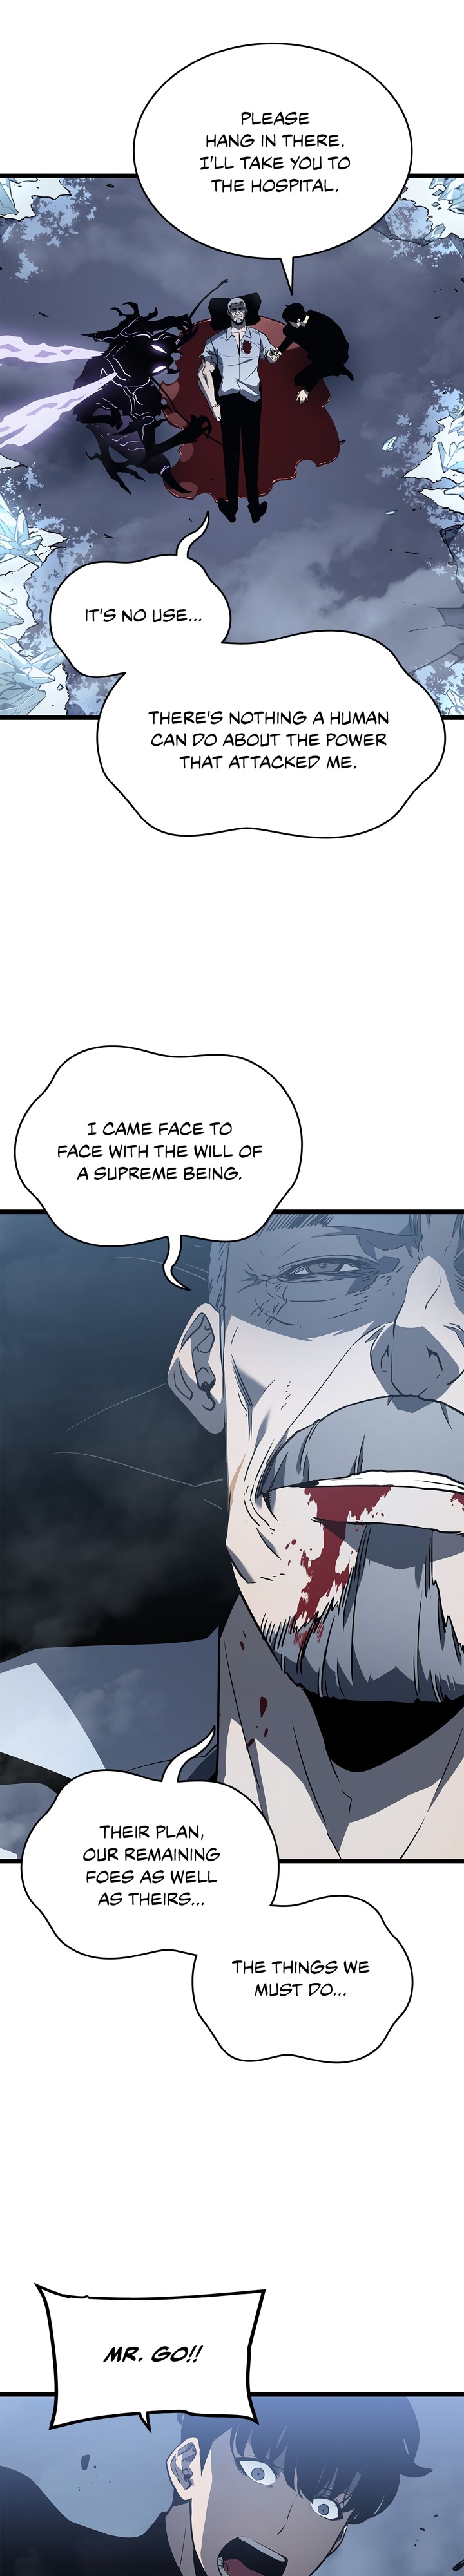 PLEASE
HANG IN THERE.
I'LL TAKE YOU TO
THE HOSPITAL.
IT'S NO USE...
THERE'S NOTHING A HUMAN
CAN DO ABOUT THE POWER
THAT ATTACKED ME.
I CAME FACE TO
FACE WITH THE WILL OF
A SUPREME BEING.
THEIR PLAN,
OUR REMAINING
FOES AS WELL
AS THEIRS...
THE THINGS WE
MUST DO...
MR. GO!!